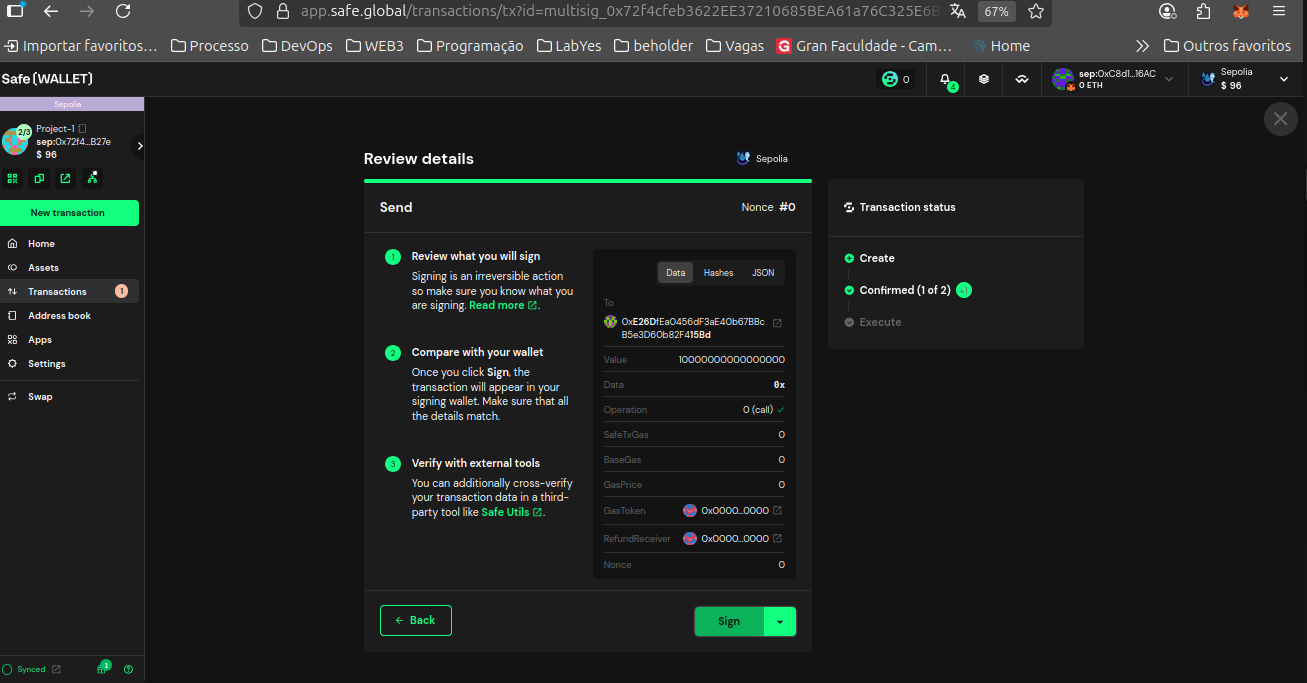 app.safe.global/transactions/tx?id=multisig_0x72f4cfeb3622EE37210685BEA61a76C325E6B
67%
Importar favoritos…
Processo
DevOps
WEB3
Programação
LabYes
beholder
Vagas
Gran Faculdade - Cam…
Home
Outros favoritos
Safe{WALLET}
0
4
sep:0xC8d1...16AC
0 ETH
Sepolia
$ 96
Sepolia
2/3
Project-1
sep:0x72f4...B27e
$ 96
New transaction
Home
Assets
Transactions
1
Address book
Apps
Settings
Swap
Synced
1
Review details
Sepolia
Send
Nonce #0
1
Review what you will sign
Signing is an irreversible action
so make sure you know what you
are signing. Read more.
2
Compare with your wallet
Once you click Sign, the
transaction will appear in your
signing wallet. Make sure that all
the details match.
3
Verify with external tools
You can additionally cross-verify
your transaction data in a third-
party tool like Safe Utils.
Data
Hashes
JSON
To
0xE26DfEa0456dF3aE40b67BBc
B5e3D60b82F415Bd
Value 10000000000000000
Data 0x
Operation 0 (call)
SafeTxGas 0
BaseGas 0
GasPrice 0
GasToken 0x0000...0000
RefundReceiver 0x0000...0000
Nonce 0
Back
Sign
Transaction status
Create
Confirmed (1 of 2) +1
Execute